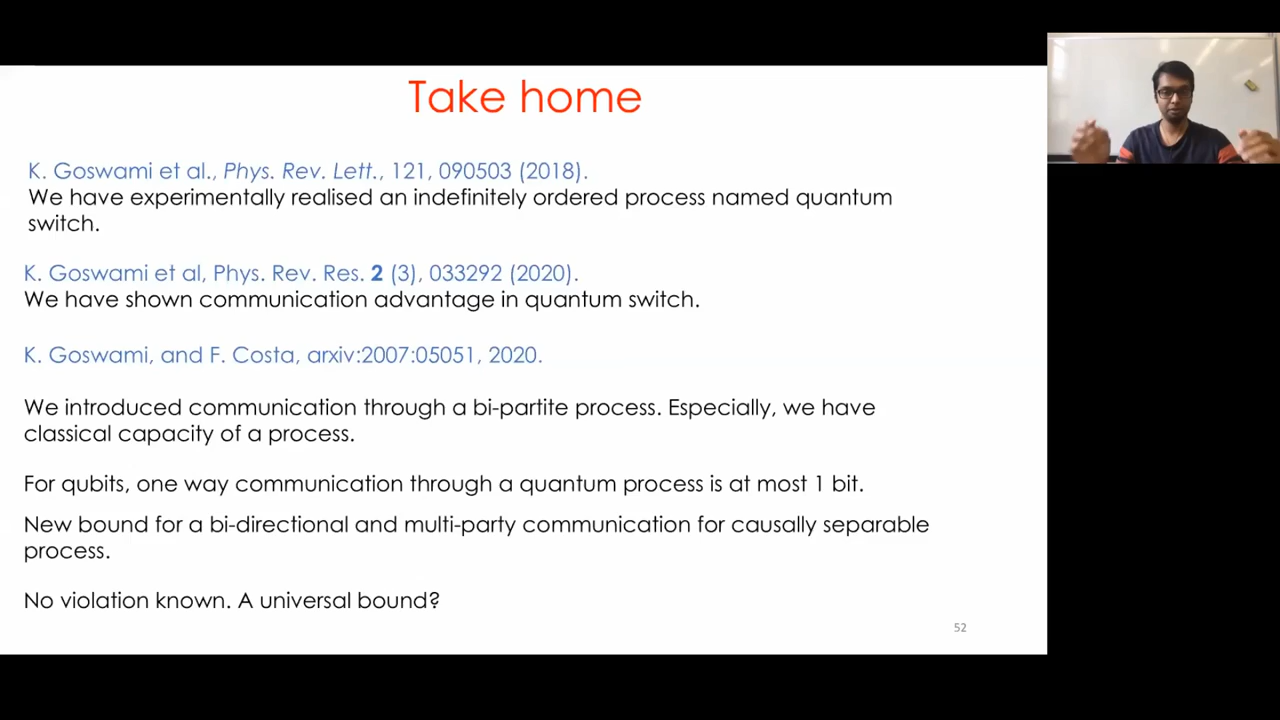 Take home
K. Goswami et al., Phys. Rev. Lett., 121, 090503 (2018).
We have experimentally realised an indefinitely ordered process named quantum
switch.
K. Goswami et al, Phys. Rev. Res. 2 (3), 033292 (2020).
We have shown communication advantage in quantum switch.
K. Goswami, and F. Costa, arxiv:2007:05051, 2020.
We introduced communication through a bi-partite process. Especially, we have
classical capacity of a process.
For qubits, one way communication through a quantum process is at most 1 bit.
New bound for a bi-directional and multi-party communication for causally separable
process.
No violation known. A universal bound?
52